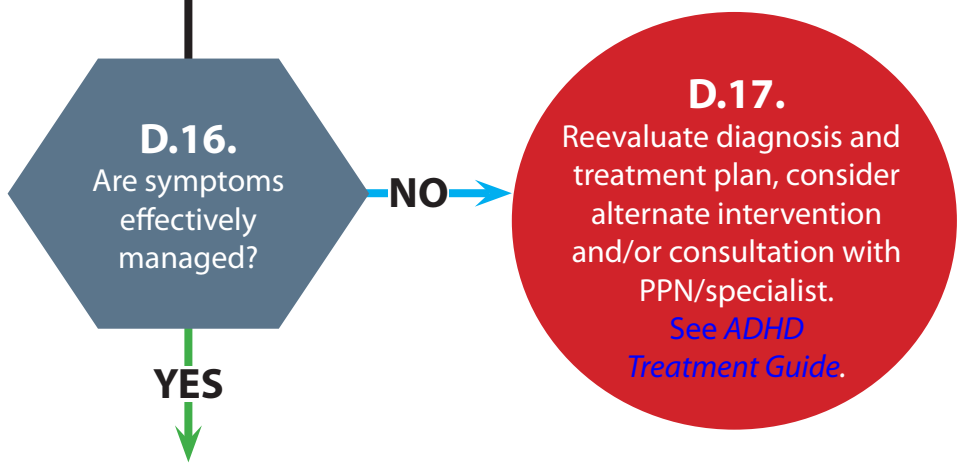 D.16.
Are symptoms
effectively
managed?
NO
D.17.
Reevaluate diagnosis and
treatment plan, consider
alternate intervention
and/or consultation with
PPN/specialist.
See ADHD
Treatment Guide.
YES